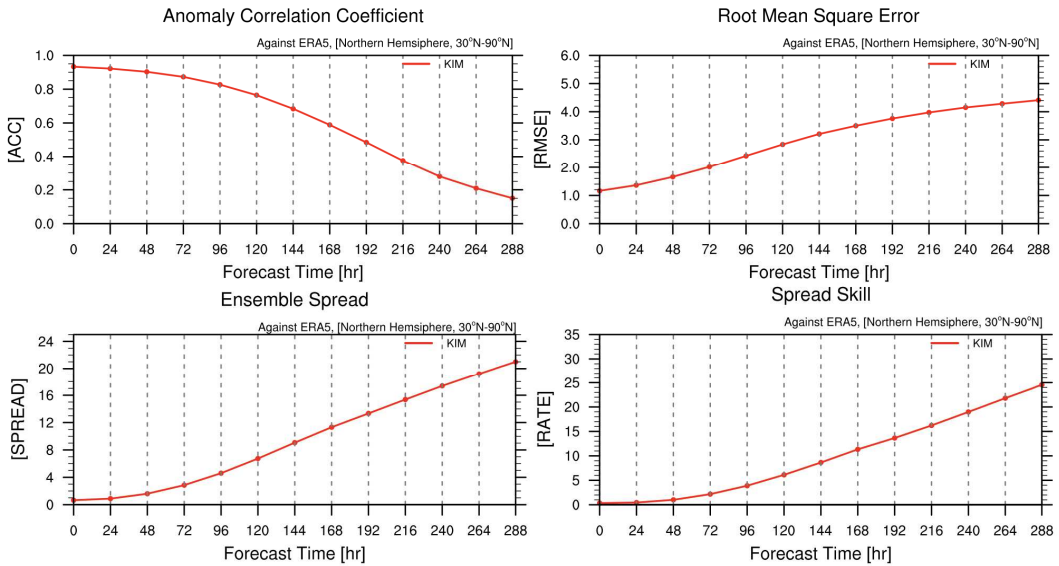 Anomaly Correlation Coefficient
Against ERA5, [Northern Hemsiphere, 30°N-90°N]
KIM
[ACC]
1.0
0.8
0.6
0.4
0.2
0.0
0 24 48 72 96 120 144 168 192 216 240 264 288
Forecast Time [hr]
Root Mean Square Error
Against ERA5, [Northern Hemsiphere, 30°N-90°N]
KIM
[RMSE]
6.0
5.0
4.0
3.0
2.0
1.0
0.0
0 24 48 72 96 120 144 168 192 216 240 264 288
Forecast Time [hr]
Ensemble Spread
Against ERA5, [Northern Hemsiphere, 30°N-90°N]
KIM
[SPREAD]
24
20
16
12
8
4
0
0 24 48 72 96 120 144 168 192 216 240 264 288
Forecast Time [hr]
Spread Skill
Against ERA5, [Northern Hemsiphere, 30°N-90°N]
KIM
[RATE]
35
30
25
20
15
10
5
0
0 24 48 72 96 120 144 168 192 216 240 264 288
Forecast Time [hr]